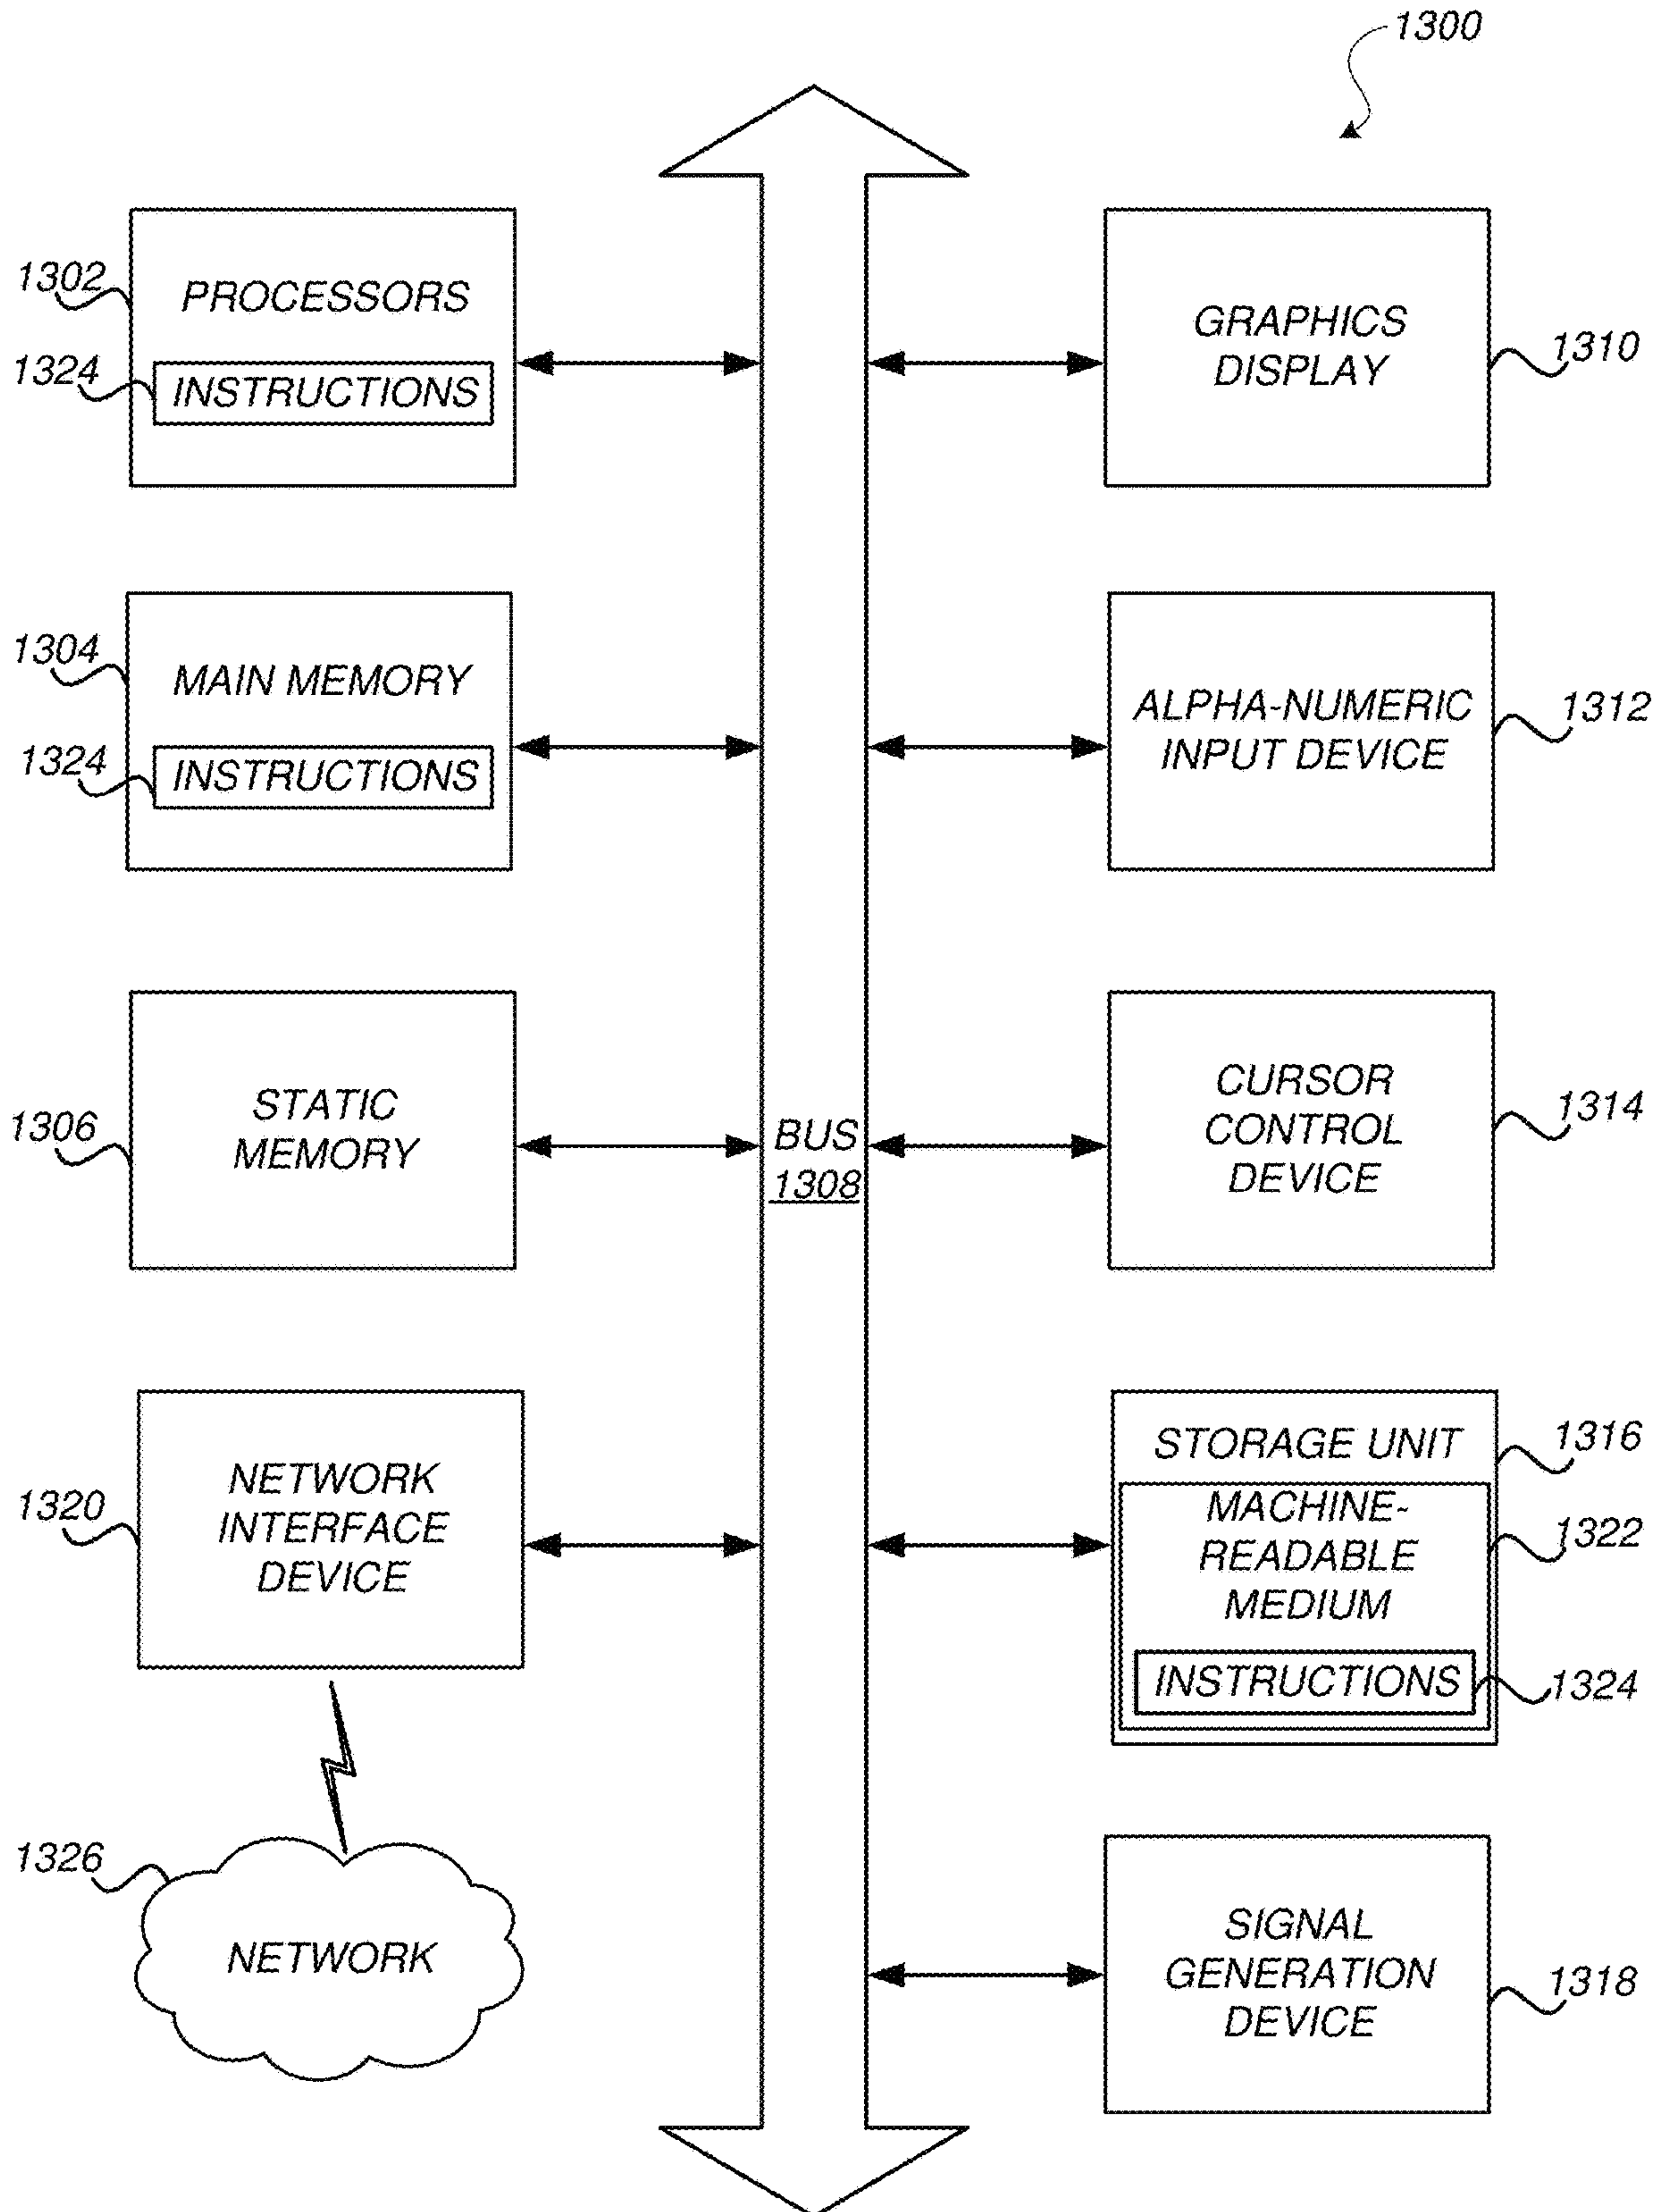 1300
1302
PROCESSORS
1324
INSTRUCTIONS
GRAPHICS
DISPLAY
1310
1304
MAIN MEMORY
1324
INSTRUCTIONS
ALPHA-NUMERIC
INPUT DEVICE
1312
1306
STATIC
MEMORY
BUS
1308
CURSOR
CONTROL
DEVICE
1314
1320
NETWORK
INTERFACE
DEVICE
STORAGE UNIT
1316
MACHINE-
READABLE
MEDIUM
1322
INSTRUCTIONS
1324
1326
NETWORK
SIGNAL
GENERATION
DEVICE
1318